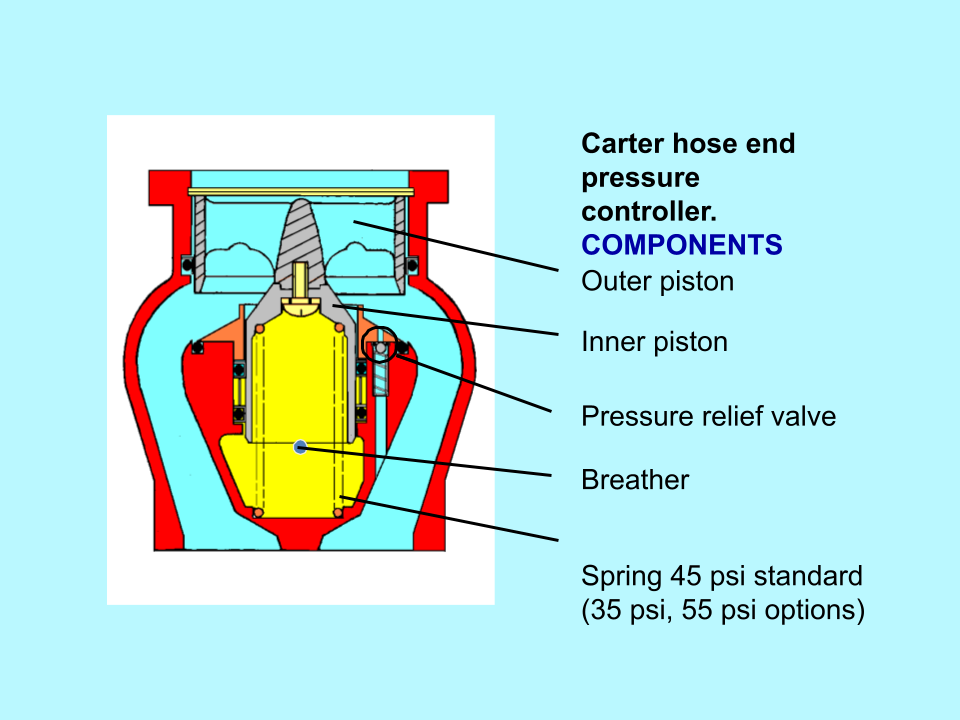 Carter hose end
pressure
controller.
COMPONENTS
Outer piston
Inner piston
Pressure relief valve
Breather
Spring 45 psi standard
(35 psi, 55 psi options)